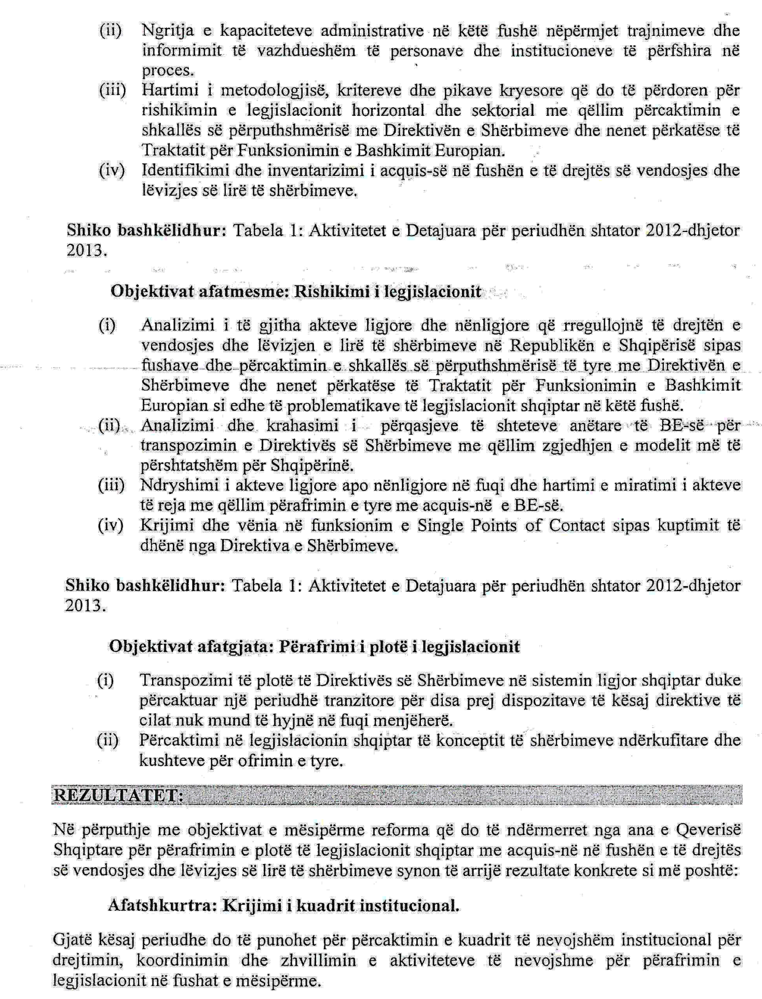 (ii) Ngritja e kapaciteteve administrative në këtë fushë nëpërmjet trajnimeve dhe
informimit të vazhdueshëm të personave dhe institucioneve të përfshira në
proces.
(iii) Hartimi i metodologjisë, kritereve dhe pikave kryesore që do të përdoren për
rishikimin e legjislacionit horizontal dhe sektorial me qëllim përcaktimin e
shkallës së përputhshmërisë me Direktivën e Shërbimeve dhe nenet përkatëse të
Traktatit për Funksionimin e Bashkimit Europian.
(iv) Identifikimi dhe inventarizimi i acquis-së në fushën e të drejtës së vendosjes dhe
lëvizjes së lirë të shërbimeve.
Shiko bashkëlidhur: Tabela 1: Aktivitetet e Detajuara për periudhën shtator 2012-dhjetor
2013.
Objektivat afatmesme: Rishikimi i legjislacionit
(i) Analizimi i të gjitha akteve ligjore dhe nënligjore që rregullojnë të drejtën e
vendosjes dhe lëvizjen e lirë të shërbimeve në Republikën e Shqipërisë sipas
fushave dhe përcaktimin e shkallës së përputhshmërisë të tyre me Direktivën e
Shërbimeve dhe nenet përkatëse të Traktatit për Funksionimin e Bashkimit
Europian si edhe të problematikave të legjislacionit shqiptar në këtë fushë.
(ii) Analizimi dhe krahasimi i përqasjeve të shteteve anëtare të BE-së për
transpozimin e Direktivës së Shërbimeve me qëllim zgjedhjen e modelit më të
përshtatshëm për Shqipërinë.
(iii) Ndryshimi i akteve ligjore apo nënligjore në fuqi dhe hartimi e miratimi i akteve
të reja me qëllim përafrimin e tyre me acquis-në e BE-së.
(iv) Krijimi dhe vënia në funksionim e Single Points of Contact sipas kuptimit të
dhënë nga Direktiva e Shërbimeve.
Shiko bashkëlidhur: Tabela 1: Aktivitetet e Detajuara për periudhën shtator 2012-dhjetor
2013.
Objektivat afatgjata: Përafrimi i plotë i legjislacionit
(i) Transpozimi të plotë të Direktivës së Shërbimeve në sistemin ligjor shqiptar duke
përcaktuar një periudhë tranzitore për disa prej dispozitave të kësaj direktive të
cilat nuk mund të hyjnë në fuqi menjëherë.
(ii) Përcaktimi në legjislacionin shqiptar të konceptit të shërbimeve ndërkufitare dhe
kushteve për ofrimin e tyre.
REZULTATET:
Në përputhje me objektivat e mësipërme reforma që do të ndërmerret nga ana e Qeverisë
Shqiptare për përafrimin e plotë të legjislacionit shqiptar me acquis-në në fushën e të drejtës
së vendosjes dhe lëvizjes së lirë të shërbimeve synon të arrijë rezultate konkrete si më poshtë:
Afatshkurtra: Krijimi i kuadrit institucional.
Gjatë kësaj periudhe do të punohet për përcaktimin e kuadrit të nevojshëm institucional për
drejtimin, koordinimin dhe zhvillimin e aktiviteteve të nevojshme për përafrimin e
legjislacionit në fushat e mësipërme.